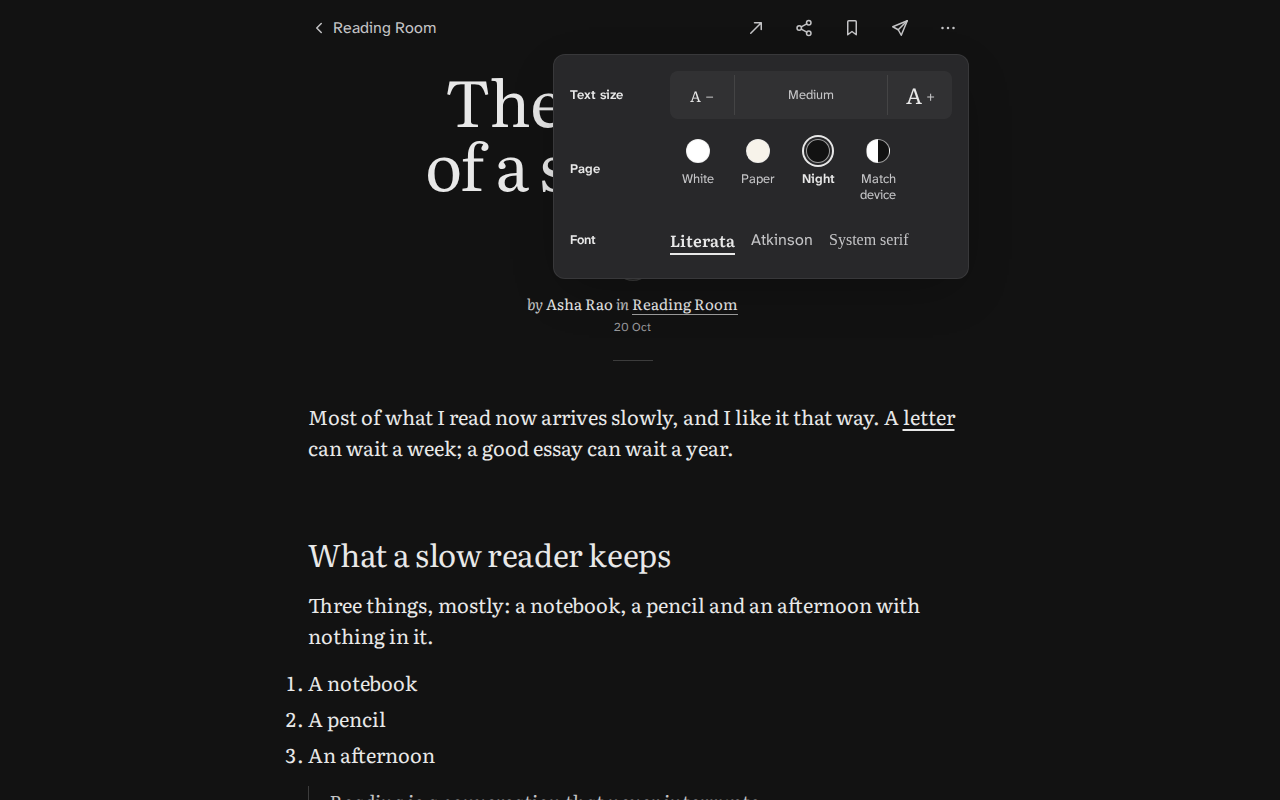 Reading Room
The
of a s
Text size
A –
Medium
A +
Page
White
Paper
Night
Match
device
Font
Literata
Atkinson
System serif
by Asha Rao in Reading Room
20 Oct
Most of what I read now arrives slowly, and I like it that way. A letter
can wait a week; a good essay can wait a year.
What a slow reader keeps
Three things, mostly: a notebook, a pencil and an afternoon with
nothing in it.
1. A notebook
2. A pencil
3. An afternoon